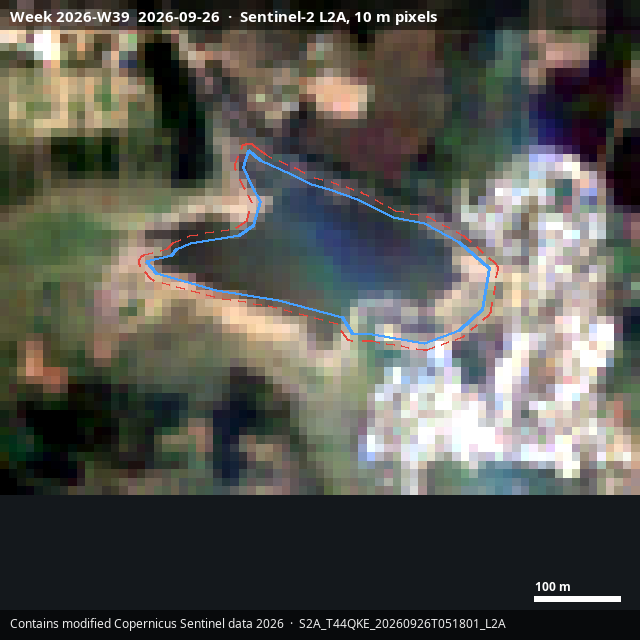 Week 2026-W39  2026-09-26  ·  Sentinel-2 L2A, 10 m pixels
100 m
Contains modified Copernicus Sentinel data 2026  ·  S2A_T44QKE_20260926T051801_L2A